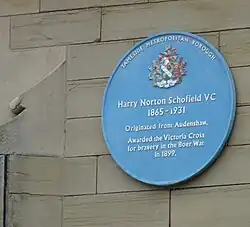 TAMESIDE METROPOLITAN BOROUGH
Harry Norton Schofield VC
1865-1931
Originated from Audenshaw.
Awarded the Victoria Cross
for bravery in the Boer War
in 1899.